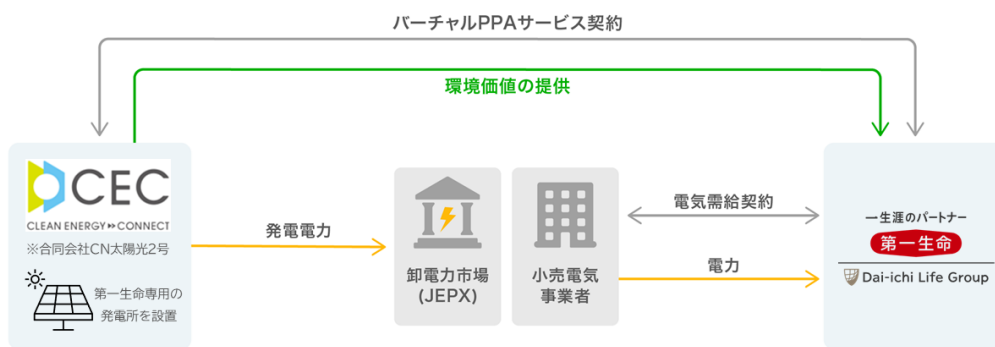 バーチャルPPAサービス契約
環境価値の提供
CEC
CLEAN ENERGY CONNECT
※合同会社CN太陽光2号
第一生命専用の
発電所を設置
発電電力
卸電力市場
(JEPX)
小売電気
事業者
電気需給契約
電力
一生涯のパートナー
第一生命
Dai-ichi Life Group